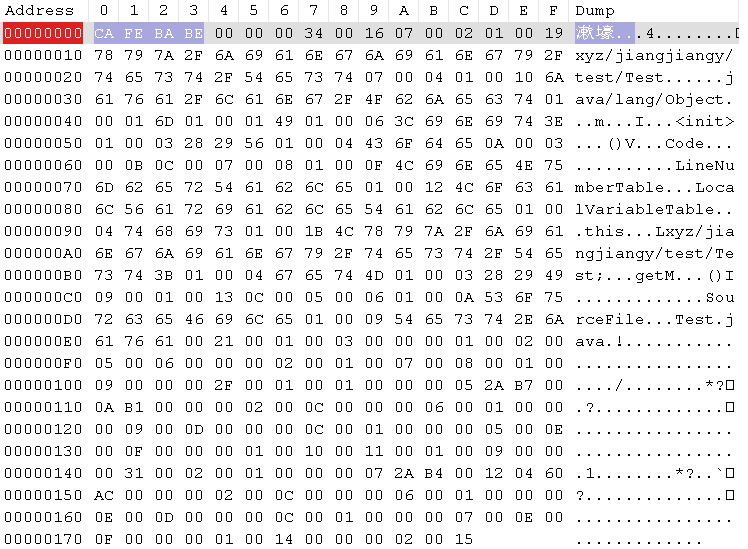 Address 0 1 2 3 4 5 6 7 8 9 A B C D E F Dump
00000000 CA FE BA BE 00 00 00 34 00 16 07 00 02 01 00 19 漱壕...4........□
00000010 78 79 7A 2F 6A 69 61 6E 67 6A 69 61 6E 67 79 2F xyz/jiangjiangy/
00000020 74 65 73 74 2F 54 65 73 74 07 00 04 01 00 10 6A test/Test......j
00000030 61 76 61 2F 6C 61 6E 67 2F 4F 62 6A 65 63 74 01 ava/lang/Object.
00000040 00 01 6D 01 00 01 49 01 00 06 3C 69 6E 69 74 3E ..m...I...<init>
00000050 01 00 03 28 29 56 01 00 04 43 6F 64 65 0A 00 03 ...()V...Code...
00000060 00 0B 0C 00 07 00 08 01 00 0F 4C 69 6E 65 4E 75 ..........LineNu
00000070 6D 62 65 72 54 61 62 6C 65 01 00 12 4C 6F 63 61 mberTable...Loca
00000080 6C 56 61 72 69 61 62 6C 65 54 61 62 6C 65 01 00 lVariableTable..
00000090 04 74 68 69 73 01 00 1B 4C 78 79 7A 2F 6A 69 61 .this...Lxyz/jia
000000A0 6E 67 6A 69 61 6E 67 79 2F 74 65 73 74 2F 54 65 ngjiangy/test/Te
000000B0 73 74 3B 01 00 04 67 65 74 4D 01 00 03 28 29 49 st;...getM...()I
000000C0 09 00 01 00 13 0C 00 05 00 06 01 00 0A 53 6F 75 .............Sou
000000D0 72 63 65 46 69 6C 65 01 00 09 54 65 73 74 2E 6A rceFile...Test.j
000000E0 61 76 61 00 21 00 01 00 03 00 00 00 01 00 02 00 ava.!...........
000000F0 05 00 06 00 00 00 02 00 01 00 07 00 08 00 01 00 ................
00000100 09 00 00 00 2F 00 01 00 01 00 00 00 05 2A B7 00 ..../........*?□
00000110 0A B1 00 00 00 02 00 0C 00 00 00 06 00 01 00 00 .?..............□
00000120 00 09 00 0D 00 00 00 0C 00 01 00 00 00 05 00 0E ................
00000130 00 0F 00 00 00 01 00 10 00 11 00 01 00 09 00 00 ................
00000140 00 31 00 02 00 01 00 00 00 07 2A B4 00 12 04 60 .1........*?..`□
00000150 AC 00 00 00 02 00 0C 00 00 00 06 00 01 00 00 00 ?..............□
00000160 0E 00 0D 00 00 00 0C 00 01 00 00 00 07 00 0E 00 ................
00000170 0F 00 00 00 01 00 14 00 00 00 02 00 15 .............